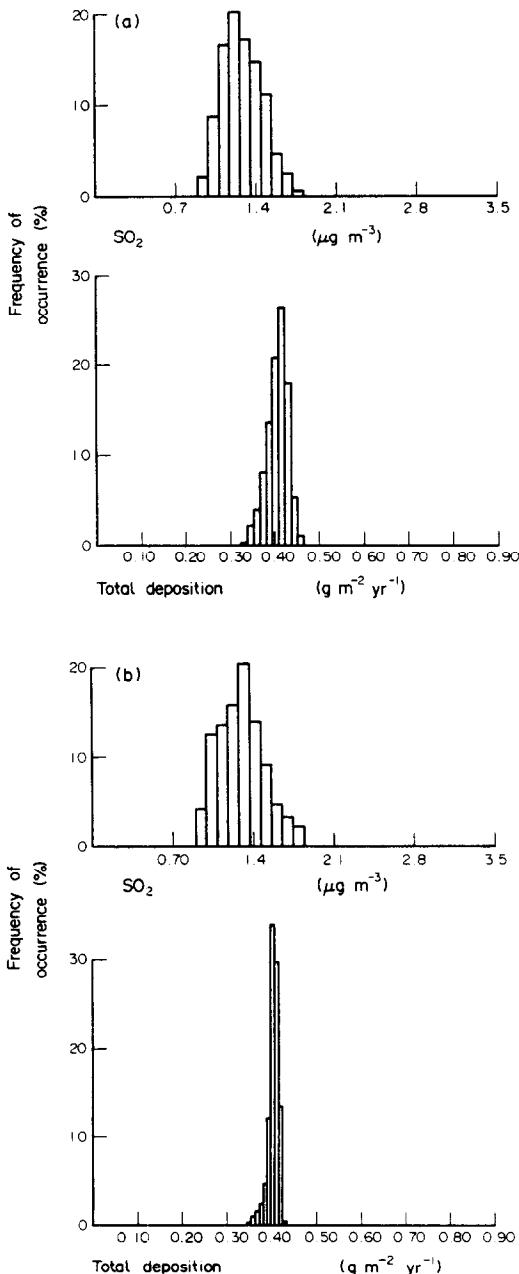 20
(a)
10
0
0.7 1.4 2.1 2.8 3.5
SO₂ (μg m⁻³)
Frequency of
occurrence (%)
30
20
10
0
0.10 0.20 0.30 0.40 0.50 0.60 0.70 0.80 0.90
Total deposition (g m⁻² yr⁻¹)
20
(b)
10
0
0.70 1.4 2.1 2.8 3.5
SO₂ (μg m⁻³)
Frequency of
occurrence (%)
30
20
10
0
0.10 0.20 0.30 0.40 0.50 0.60 0.70 0.80 0.90
Total deposition (g m⁻² yr⁻¹)